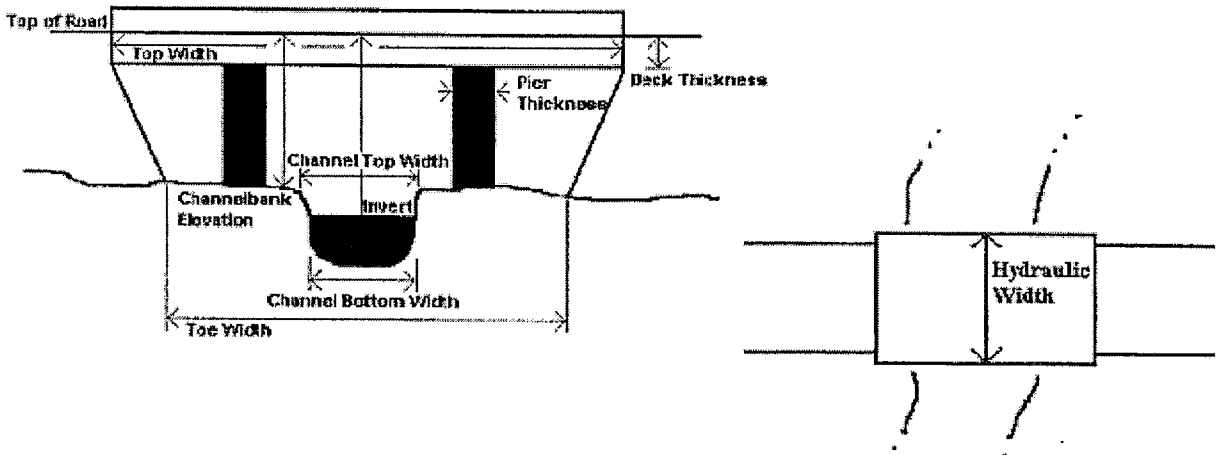 Top of Road
Top Width
Deck Thickness
Pier
Thickness
Channel Top Width
Channelbank
Elevation
Invert
Channel Bottom Width
Toe Width
Hydraulic
Width